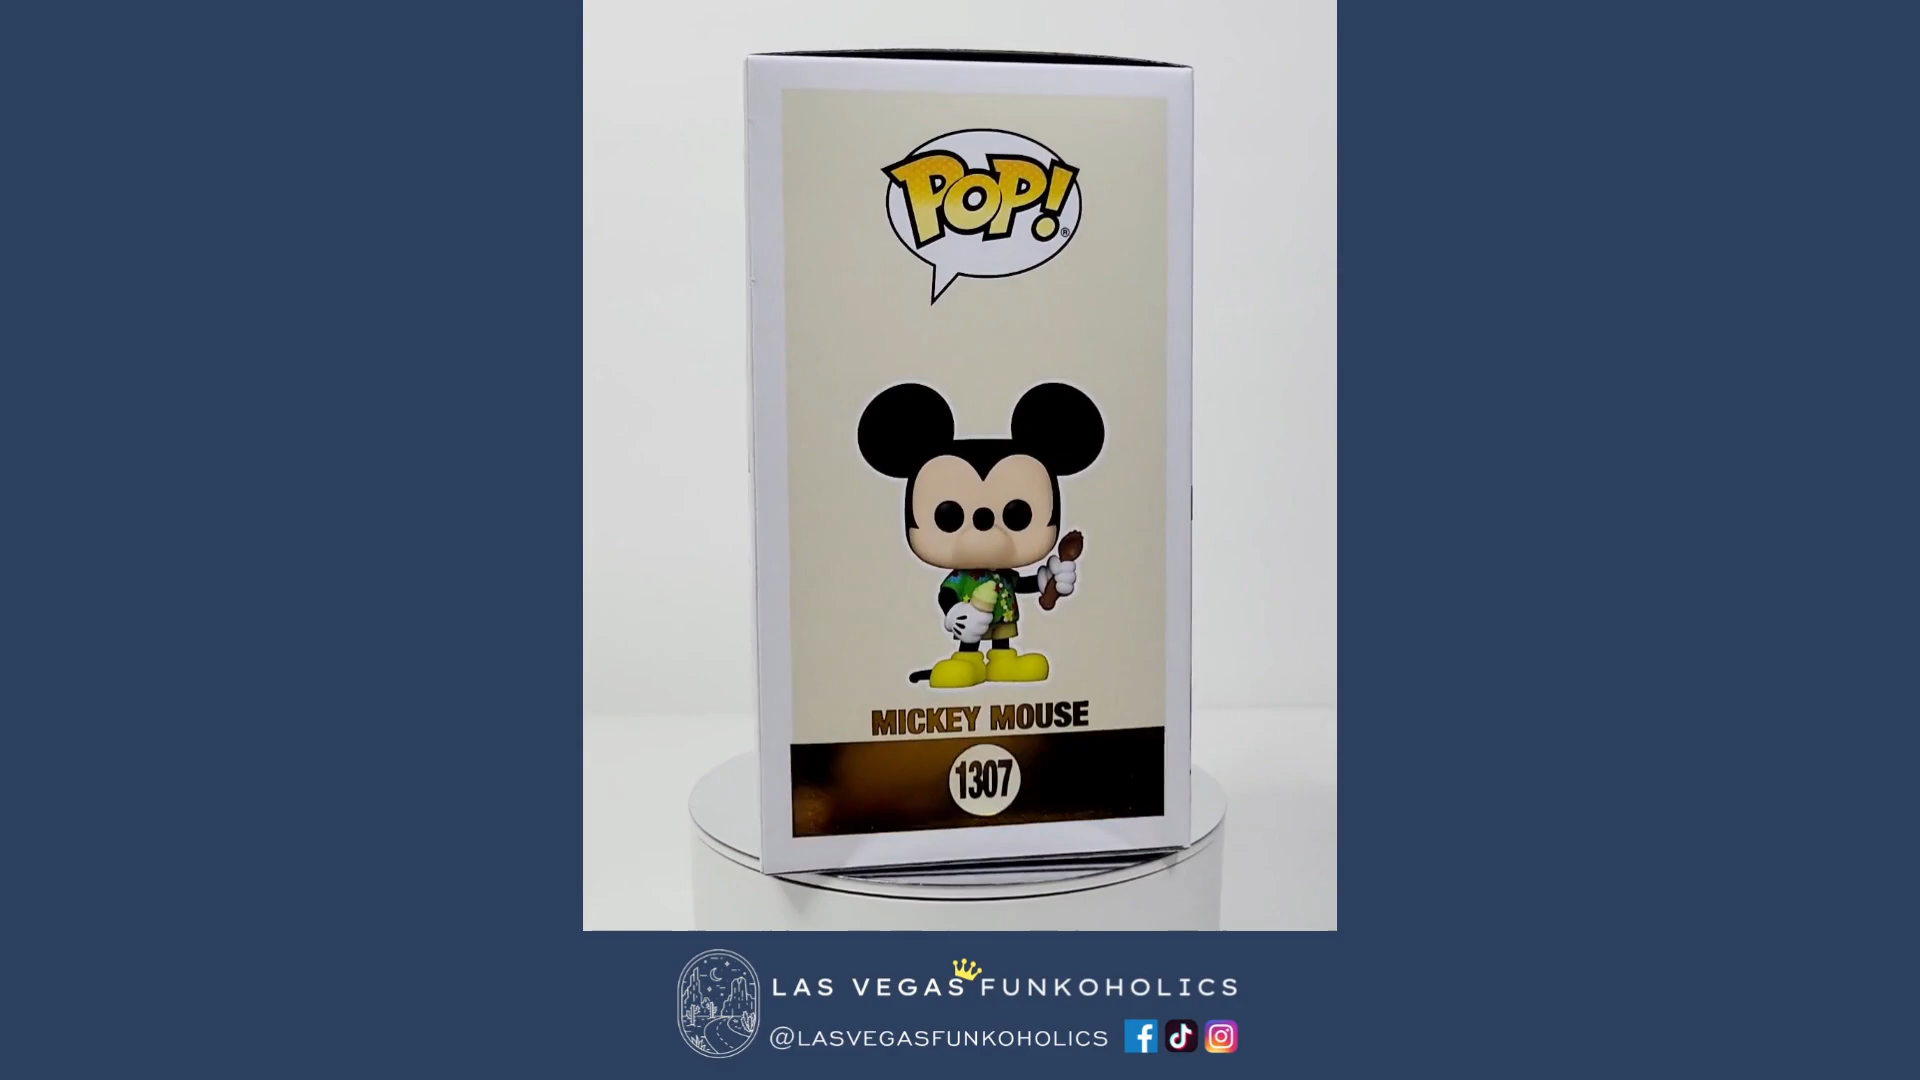 POP!®
MICKEY MOUSE
1307
LAS VEGAS FUNKOHOLICS
@LASVEGASFUNKOHOLICS